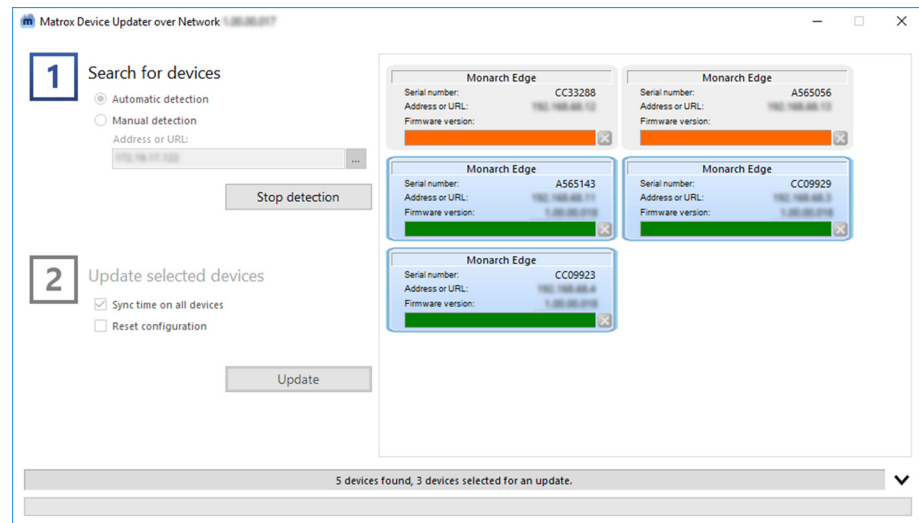 Matrox Device Updater over Network
1
Search for devices
Automatic detection
Manual detection
Address or URL:
...
Stop detection
2
Update selected devices
Sync time on all devices
Reset configuration
Update
Monarch Edge
Serial number: CC33288
Address or URL:
Firmware version:
Monarch Edge
Serial number: A565056
Address or URL:
Firmware version:
Monarch Edge
Serial number: A565143
Address or URL:
Firmware version:
Monarch Edge
Serial number: CC09929
Address or URL:
Firmware version:
Monarch Edge
Serial number: CC09923
Address or URL:
Firmware version:
5 devices found, 3 devices selected for an update.